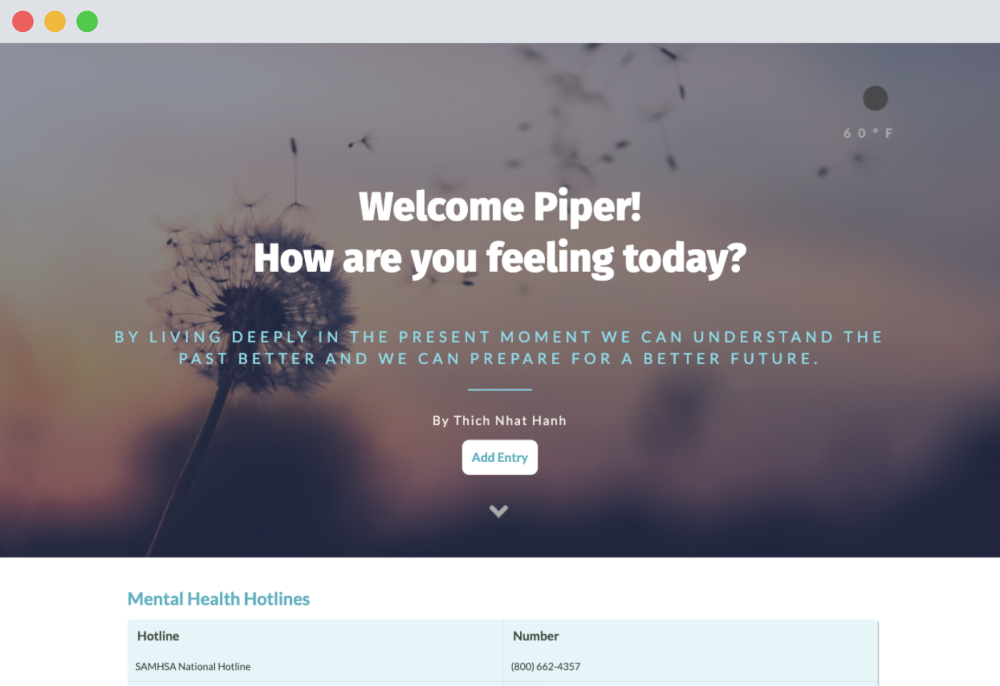 60°F
Welcome Piper!
How are you feeling today?
BY LIVING DEEPLY IN THE PRESENT MOMENT WE CAN UNDERSTAND THE
PAST BETTER AND WE CAN PREPARE FOR A BETTER FUTURE.
By Thich Nhat Hanh
Add Entry
Mental Health Hotlines
Hotline Number
SAMHSA National Hotline (800) 662-4357